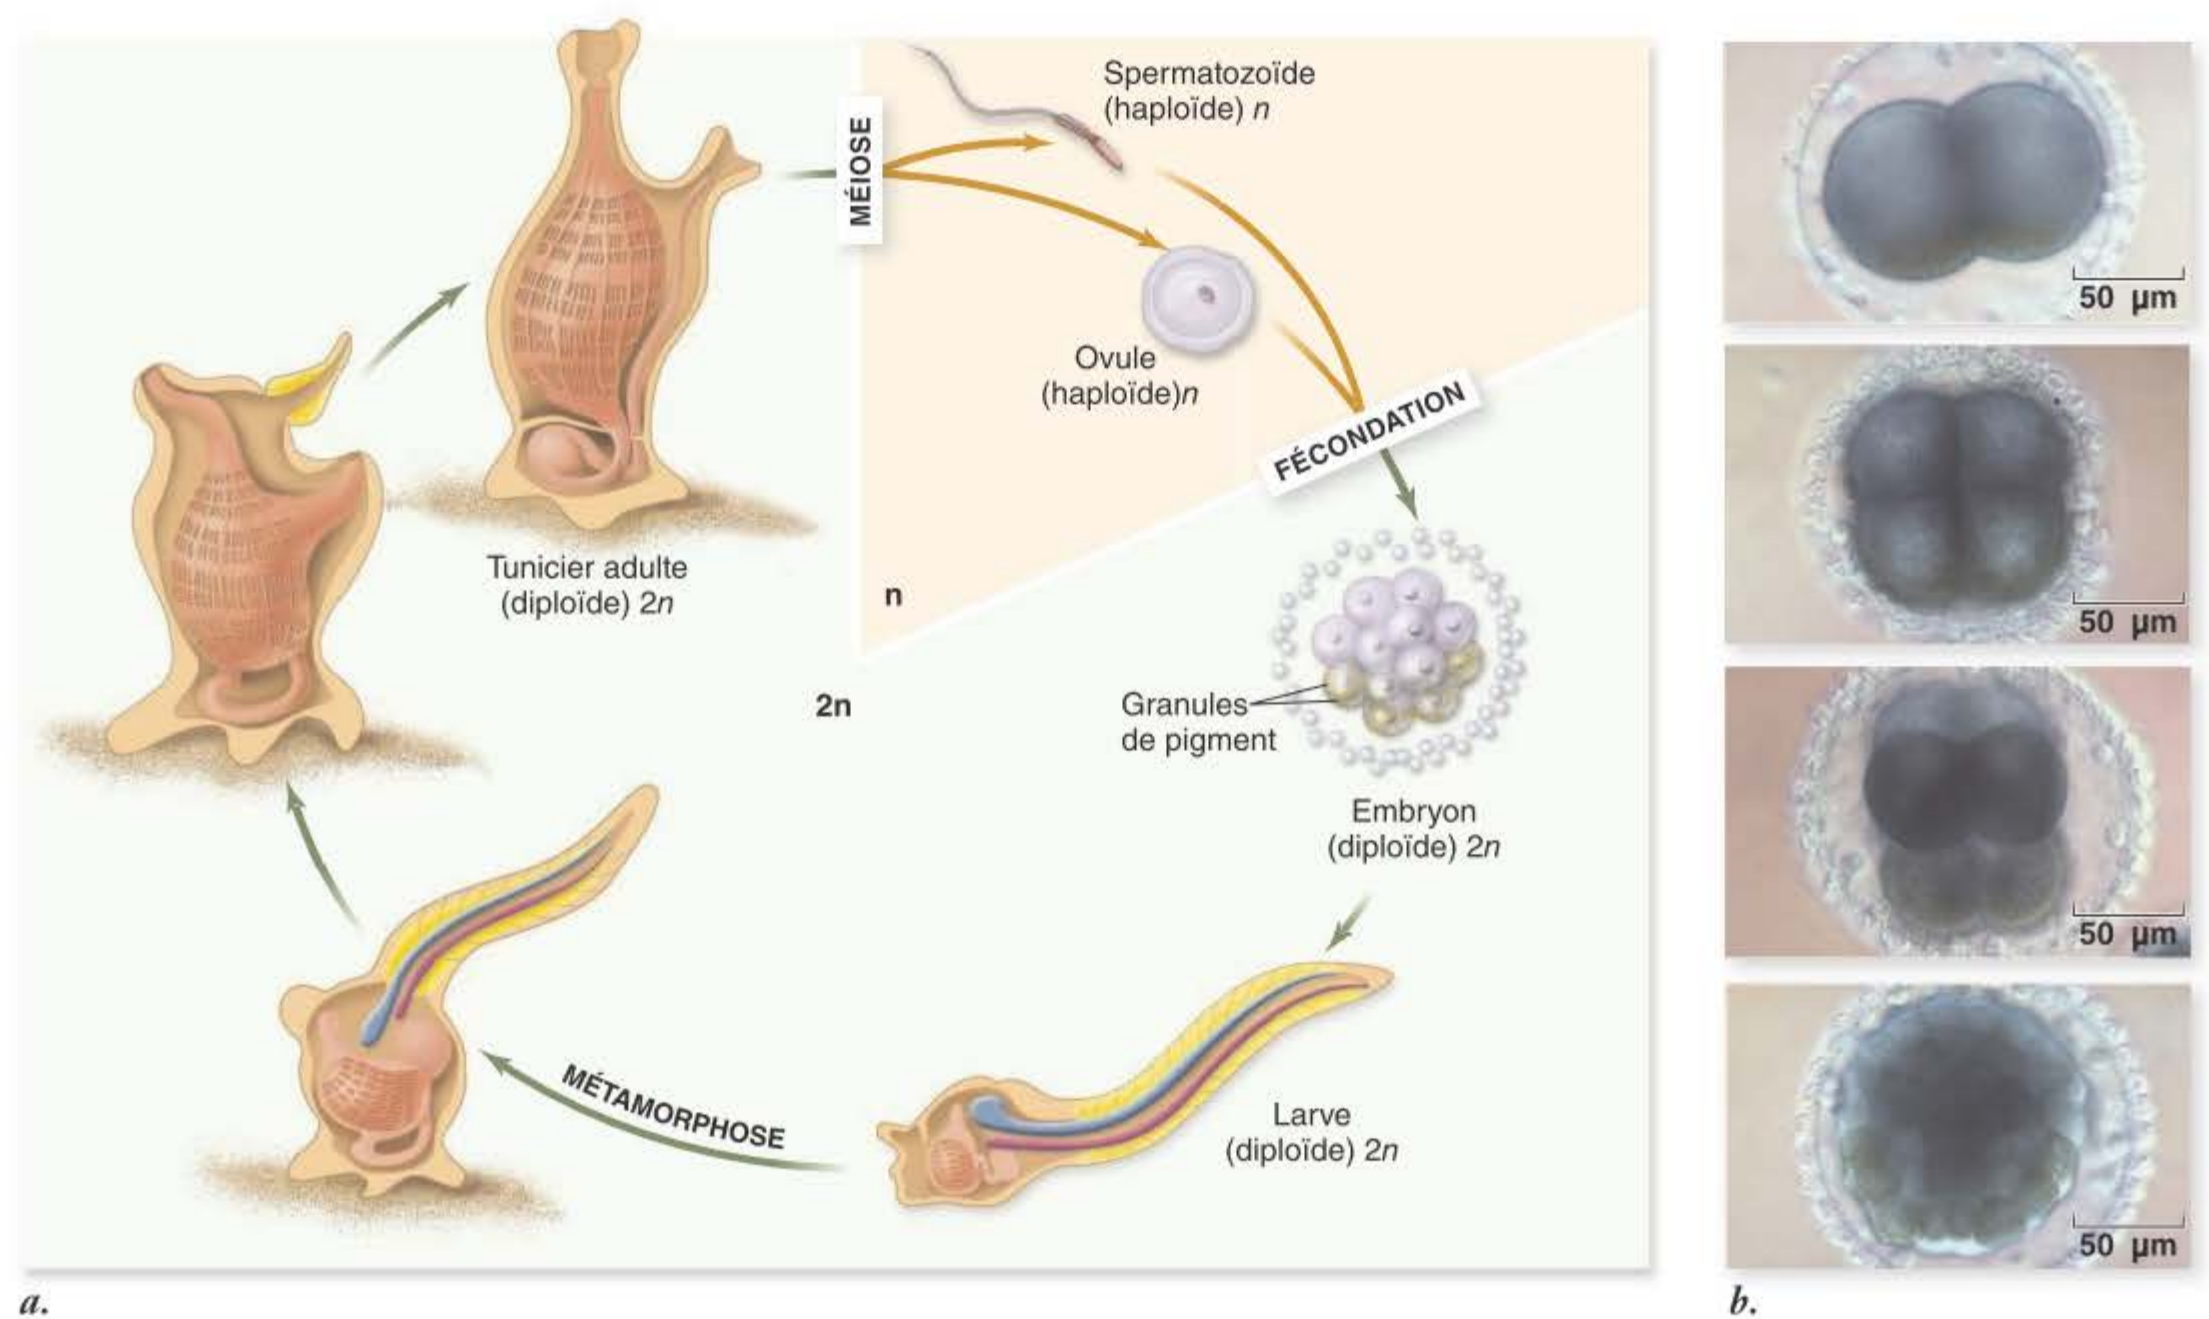 MÉIOSE
Spermatozoïde
(haploïde) n
Ovule
(haploïde)n
FÉCONDATION
n
2n
Tunicier adulte
(diploïde) 2n
Granules
de pigment
Embryon
(diploïde) 2n
Larve
(diploïde) 2n
MÉTAMORPHOSE
a.
50 µm
50 µm
50 µm
50 µm
b.